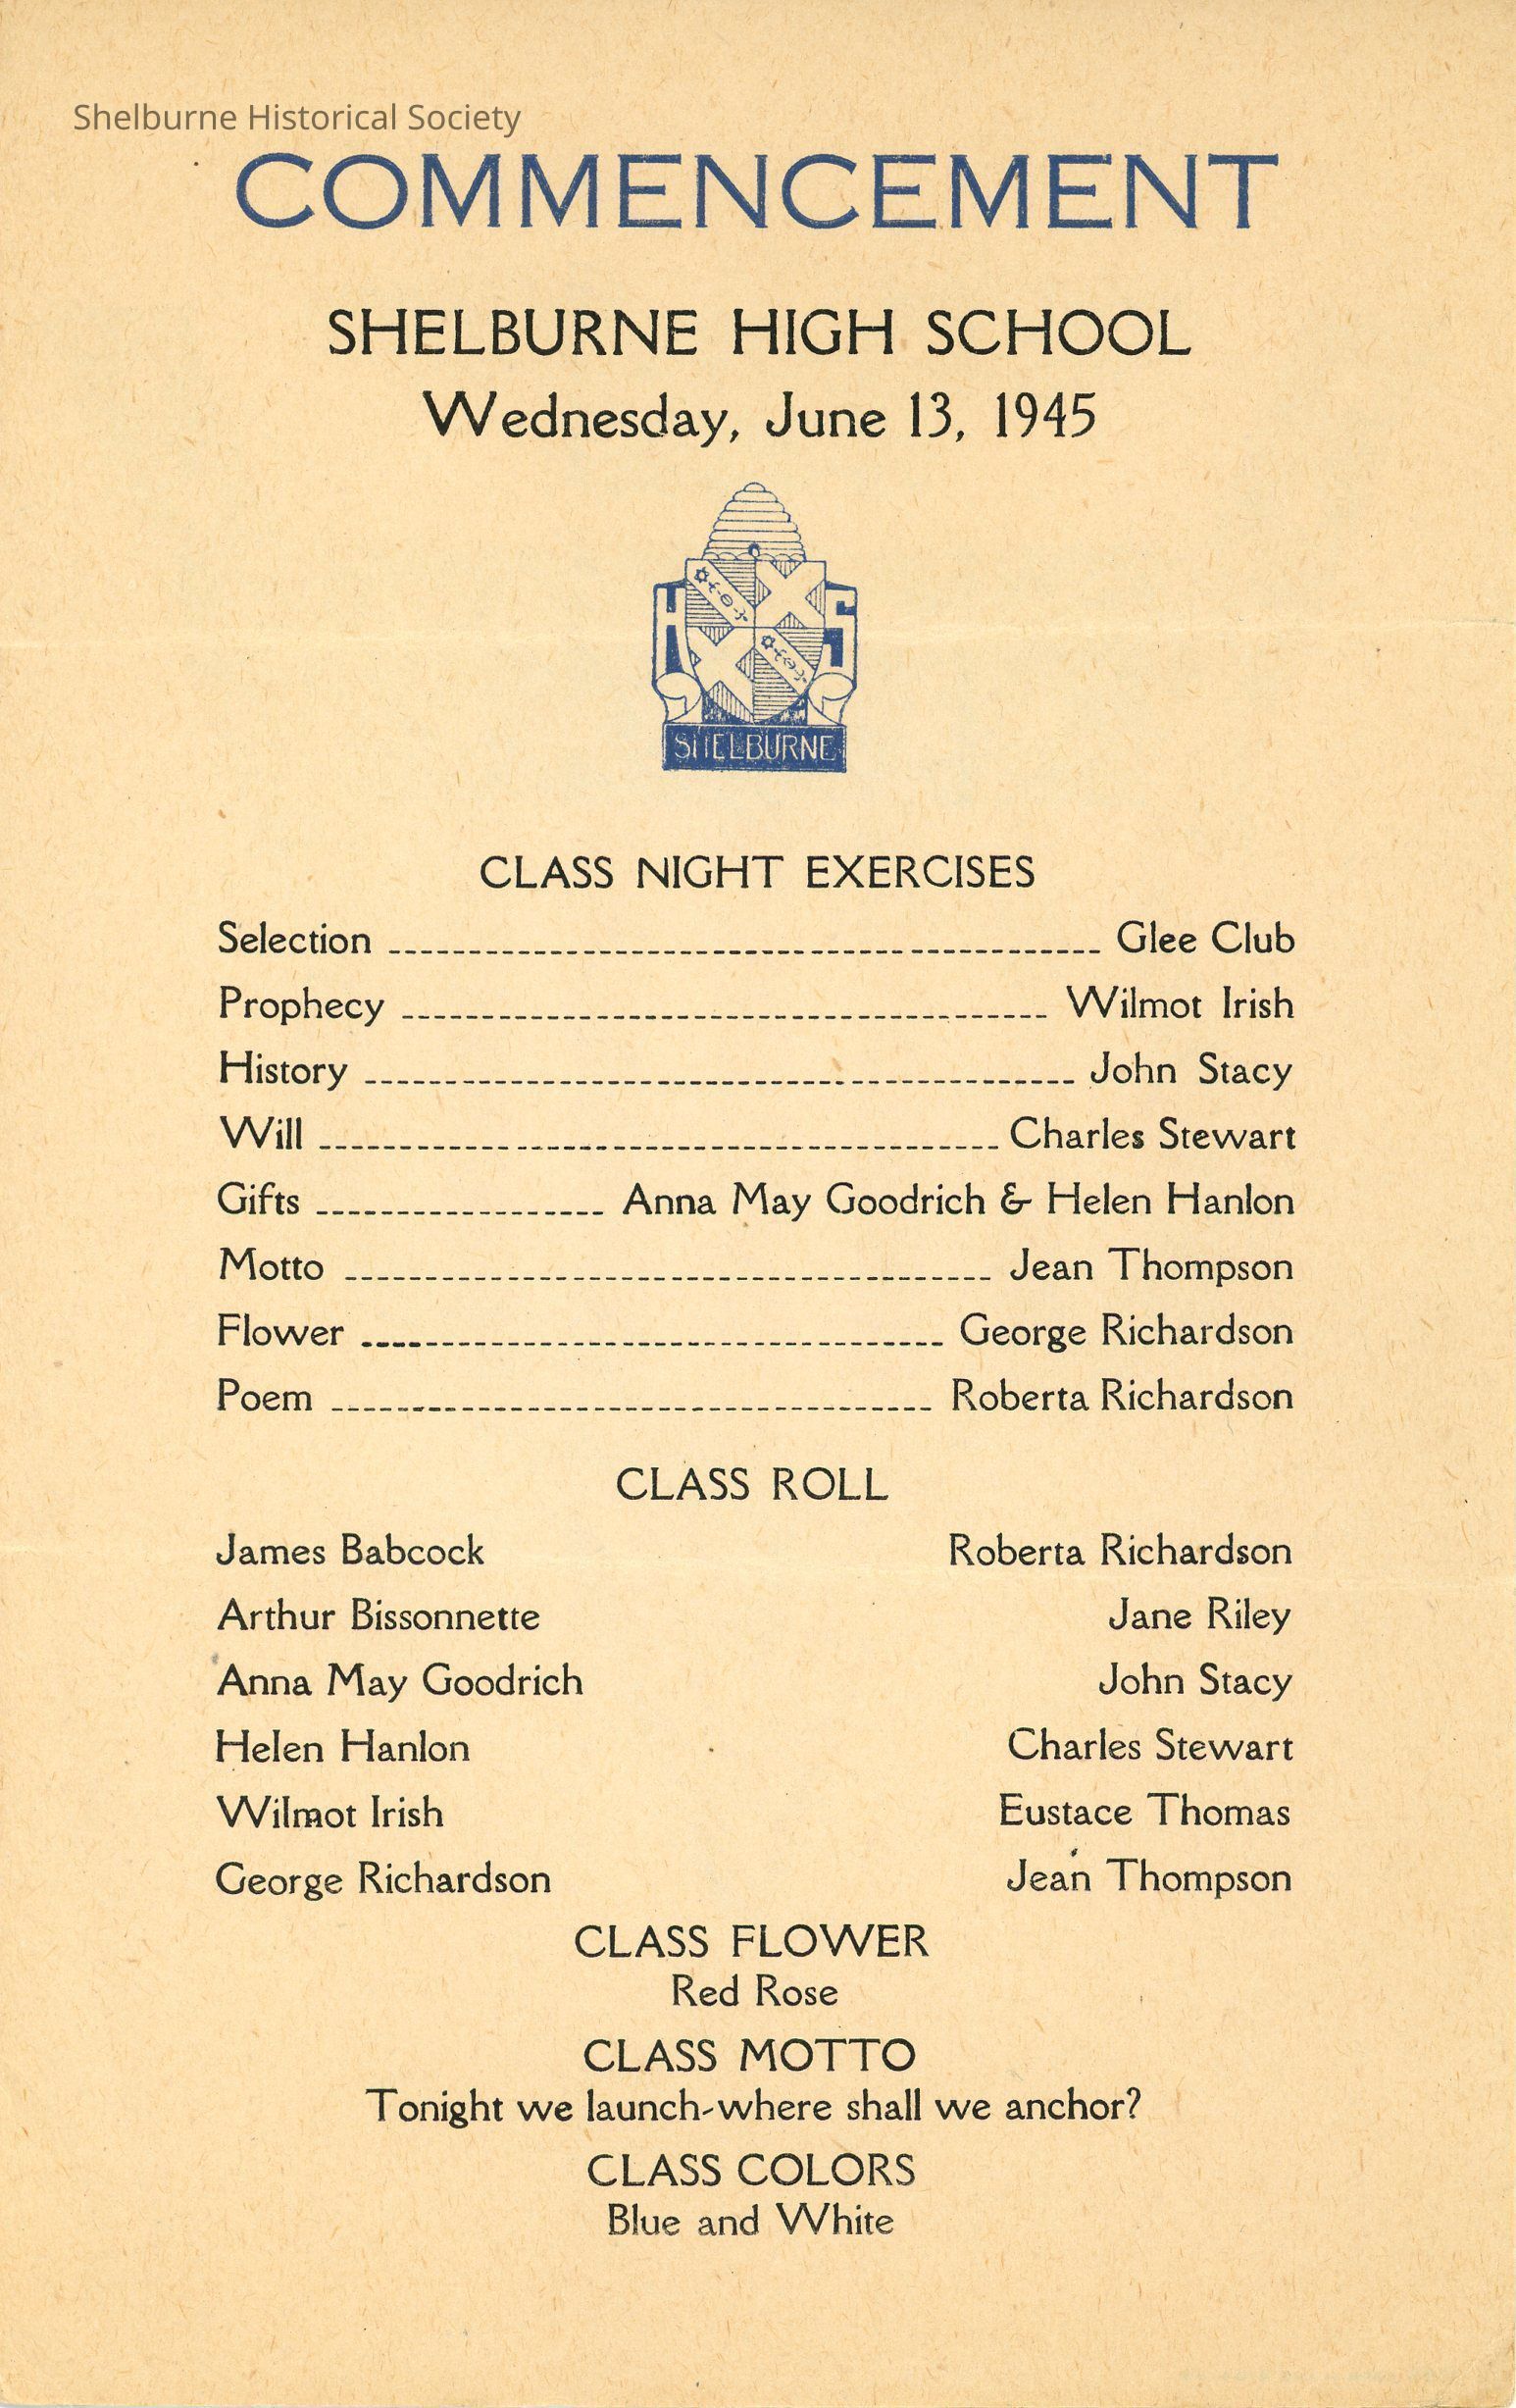 Shelburne Historical Society
COMMENCEMENT
SHELBURNE HIGH SCHOOL
Wednesday, June 13, 1945
H S
SHELBURNE
CLASS NIGHT EXERCISES
Selection Glee Club
Prophecy Wilmot Irish
History John Stacy
Will Charles Stewart
Gifts Anna May Goodrich & Helen Hanlon
Motto Jean Thompson
Flower George Richardson
Poem Roberta Richardson
CLASS ROLL
James Babcock Roberta Richardson
Arthur Bissonnette Jane Riley
Anna May Goodrich John Stacy
Helen Hanlon Charles Stewart
Wilmot Irish Eustace Thomas
George Richardson Jean Thompson
CLASS FLOWER
Red Rose
CLASS MOTTO
Tonight we launch-where shall we anchor?
CLASS COLORS
Blue and White